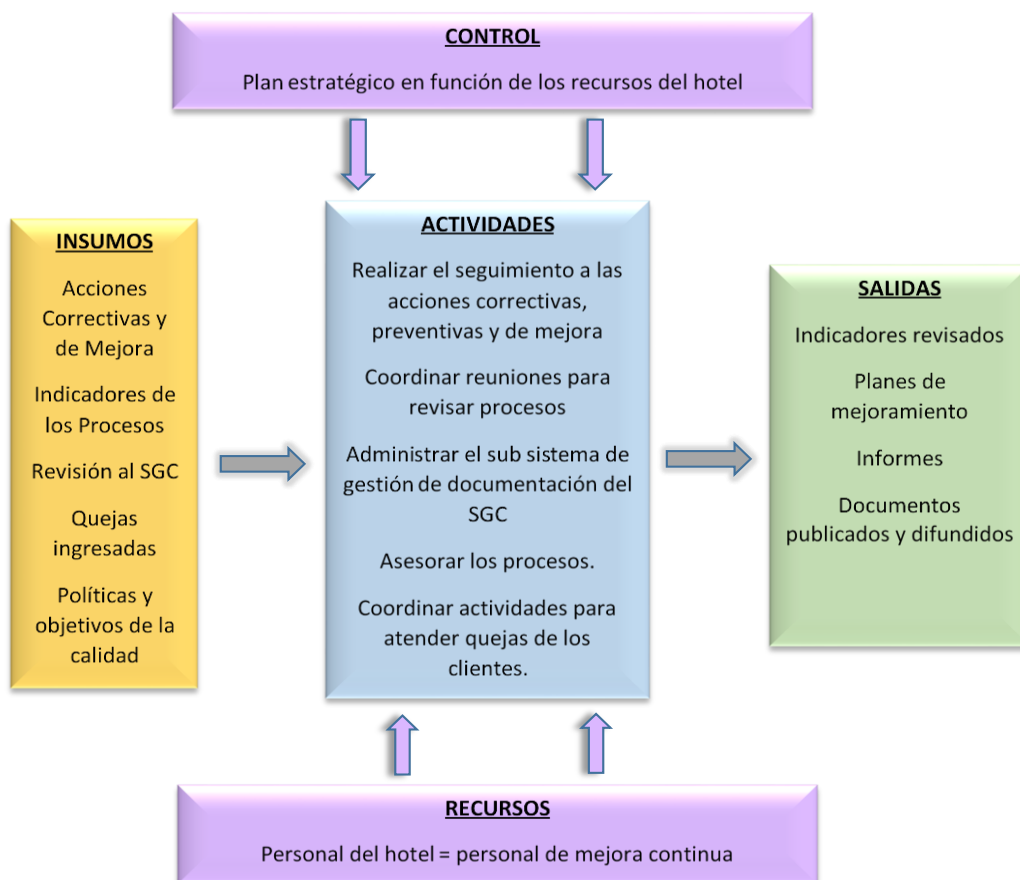 CONTROL
Plan estratégico en función de los recursos del hotel
INSUMOS
Acciones
Correctivas y
de Mejora
Indicadores de
los Procesos
Revisión al SGC
Quejas
ingresadas
Políticas y
objetivos de la
calidad
ACTIVIDADES
Realizar el seguimiento a las
acciones correctivas,
preventivas y de mejora
Coordinar reuniones para
revisar procesos
Administrar el sub sistema de
gestión de documentación del
SGC
Asesorar los procesos.
Coordinar actividades para
atender quejas de los
clientes.
SALIDAS
Indicadores revisados
Planes de
mejoramiento
Informes
Documentos
publicados y difundidos
RECURSOS
Personal del hotel = personal de mejora continua